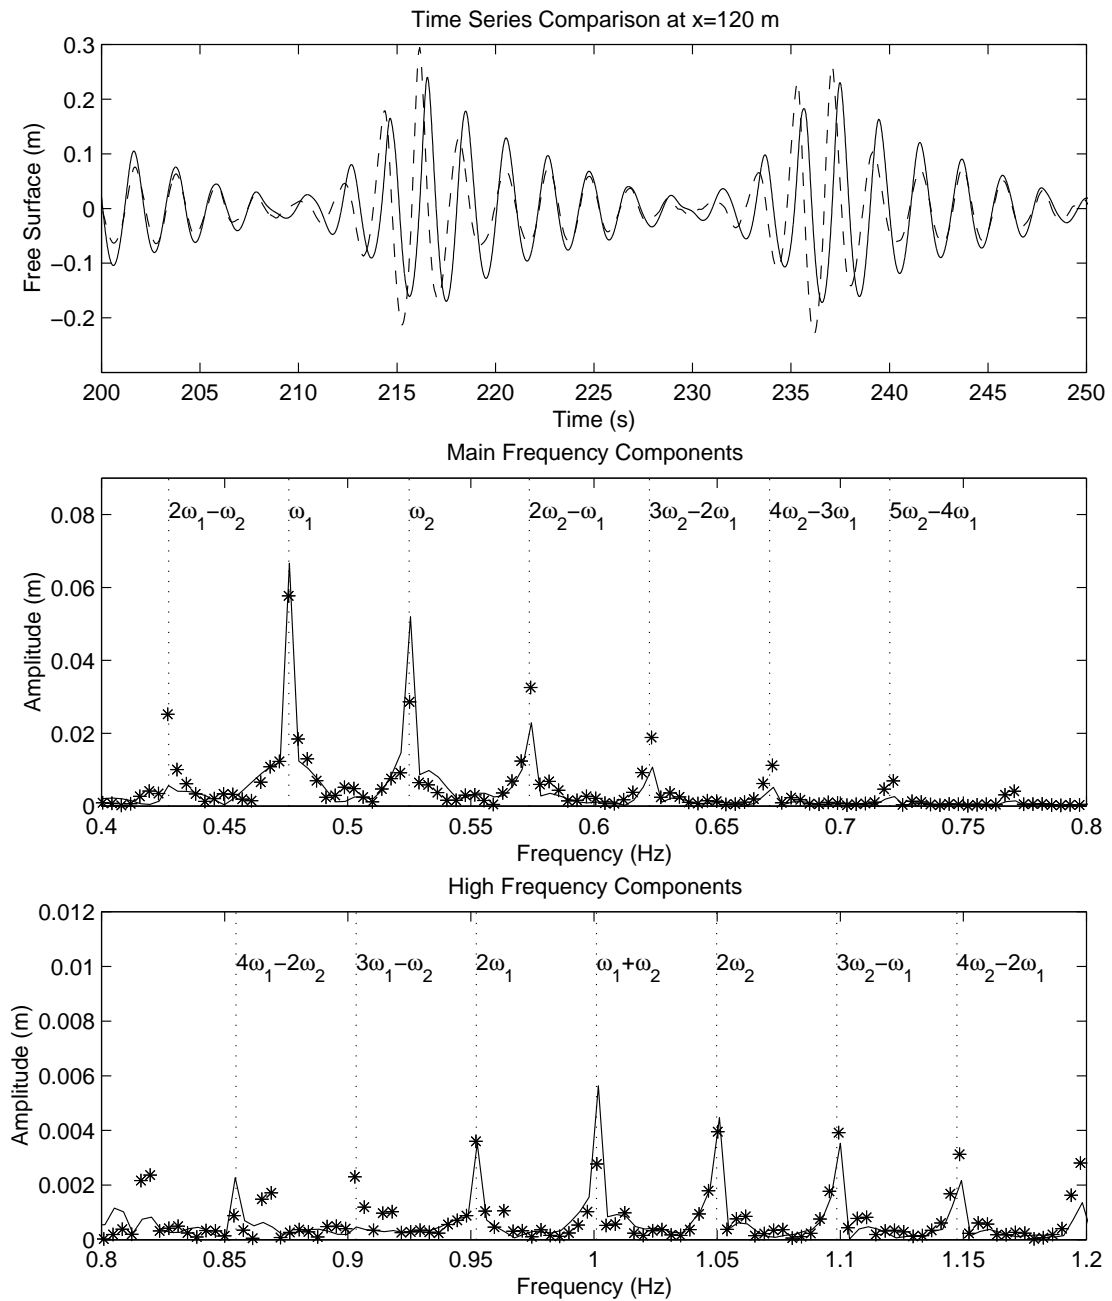 Time Series Comparison at x=120 m
Free Surface (m)
0.3
0.2
0.1
0
−0.1
−0.2
200 205 210 215 220 225 230 235 240 245 250
Time (s)
Main Frequency Components
Amplitude (m)
0.08
0.06
0.04
0.02
0
2ω1−ω2 ω1 ω2 2ω2−ω1 3ω2−2ω1 4ω2−3ω1 5ω2−4ω1
0.4 0.45 0.5 0.55 0.6 0.65 0.7 0.75 0.8
Frequency (Hz)
High Frequency Components
Amplitude (m)
0.012
0.01
0.008
0.006
0.004
0.002
0
4ω1−2ω2 3ω1−ω2 2ω1 ω1+ω2 2ω2 3ω2−ω1 4ω2−2ω1
0.8 0.85 0.9 0.95 1 1.05 1.1 1.15 1.2
Frequency (Hz)